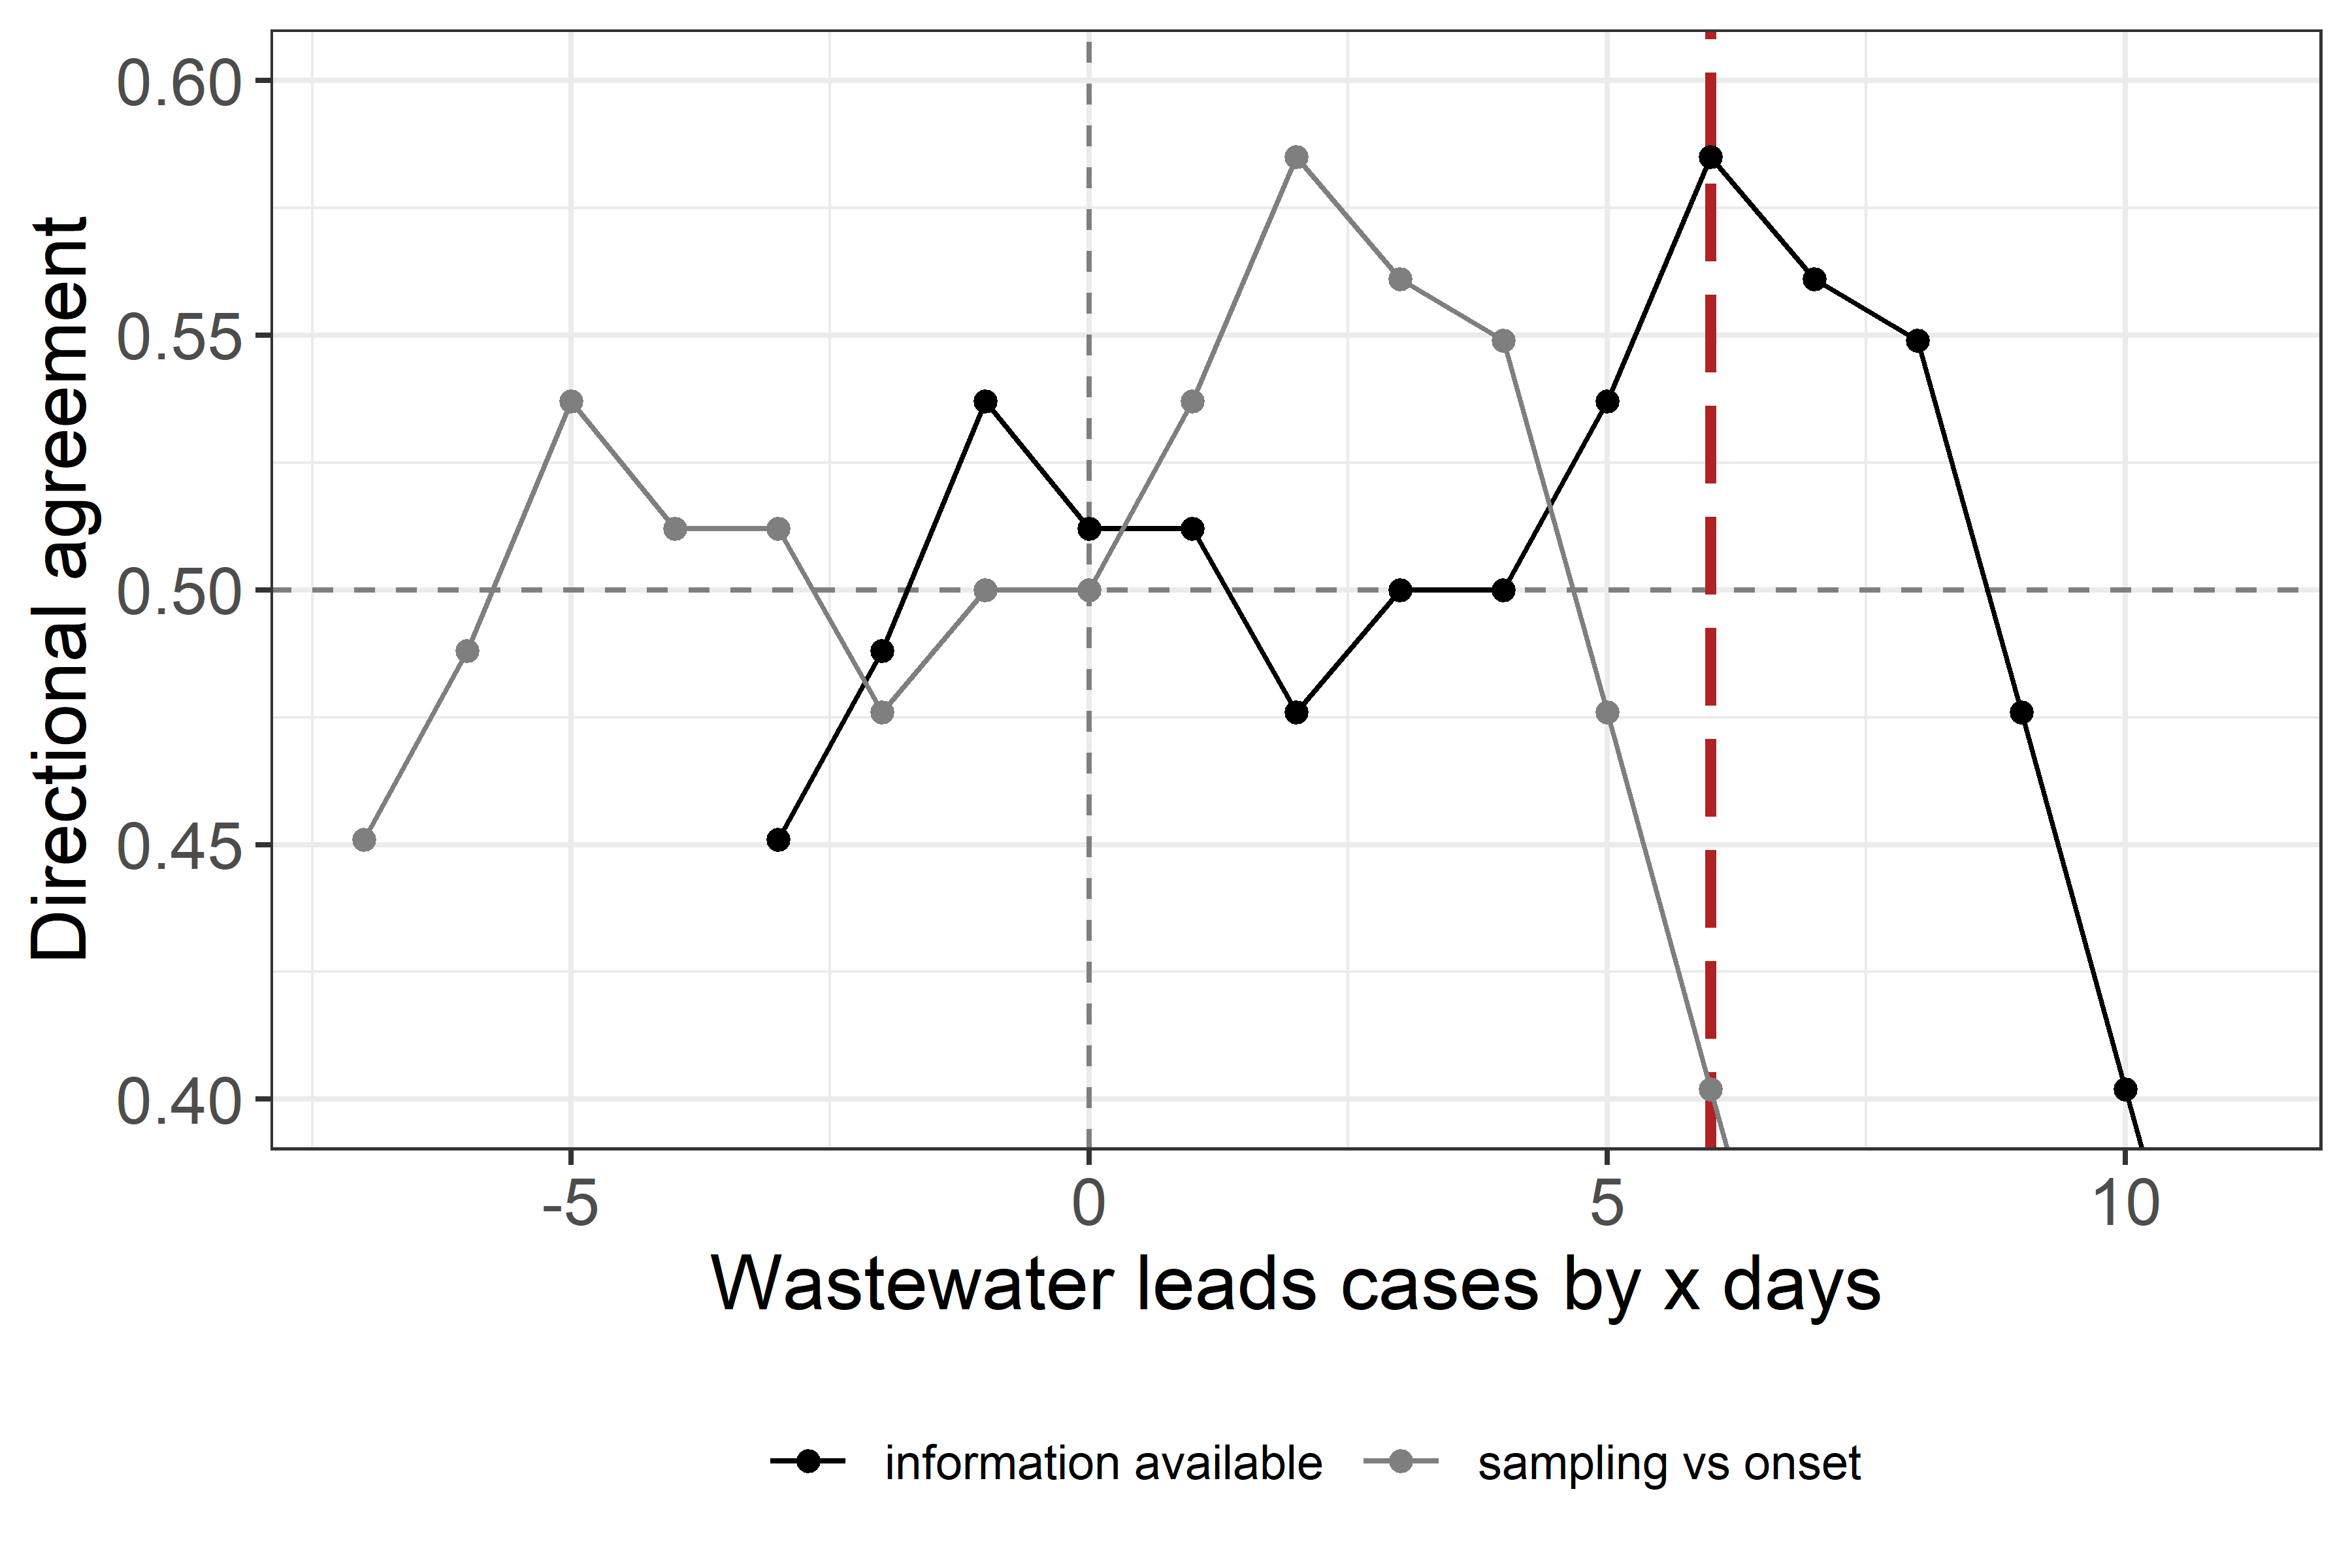 Directional agreement
0.60
0.55
0.50
0.45
0.40
-5 0 5 10
Wastewater leads cases by x days
information available sampling vs onset